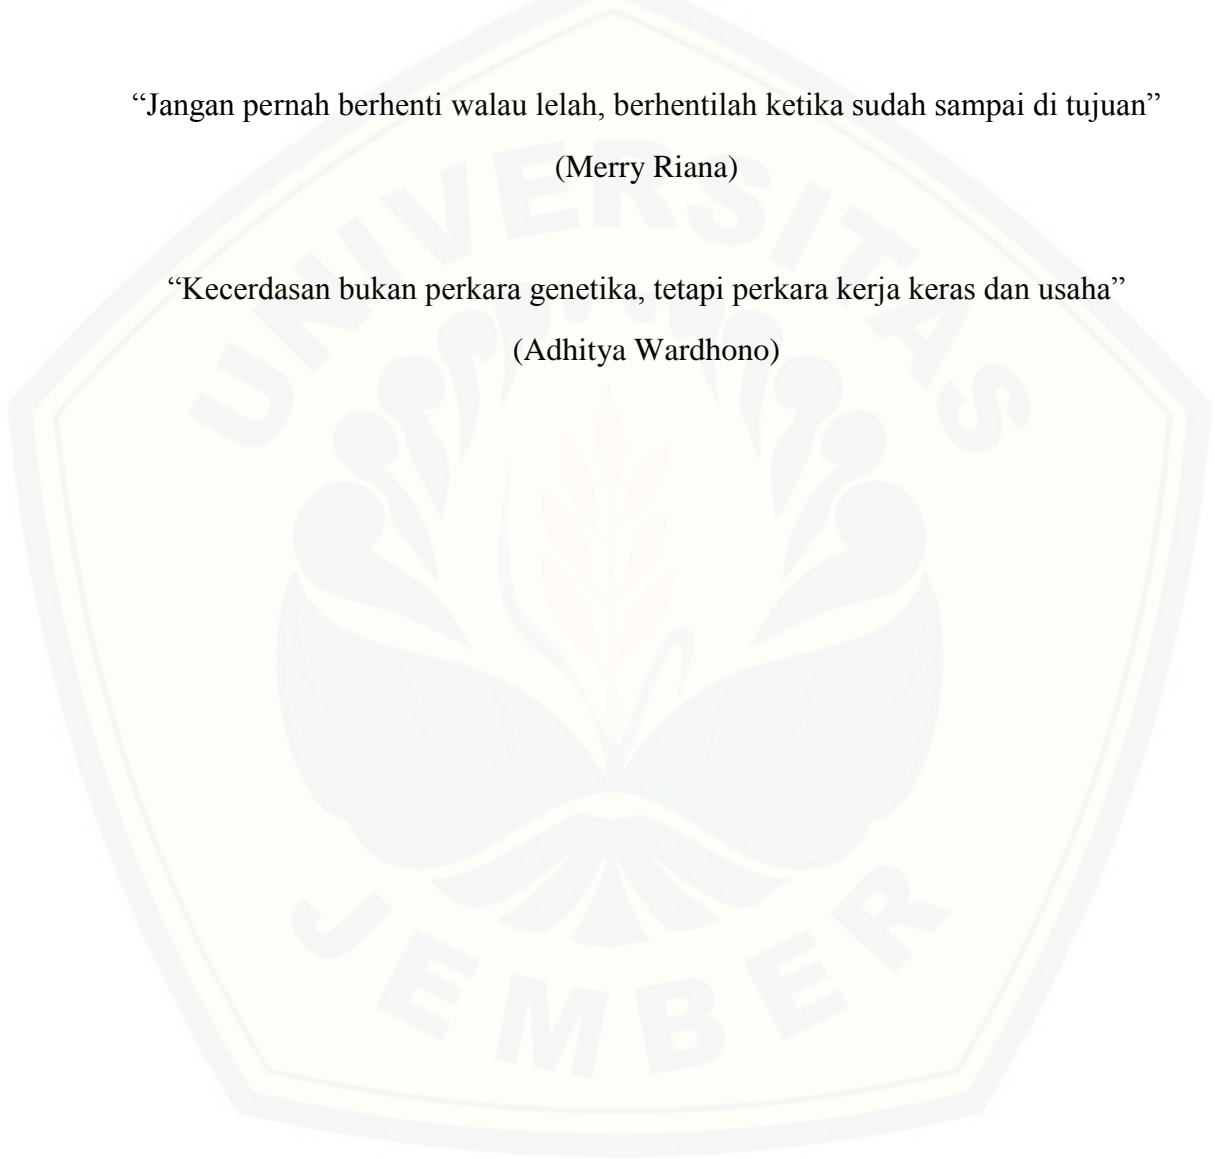 “Jangan pernah berhenti walau lelah, berhentilah ketika sudah sampai di tujuan”
(Merry Riana)
“Kecerdasan bukan perkara genetika, tetapi perkara kerja keras dan usaha”
(Adhitya Wardhono)
UNIVERSITAS
JEMBER